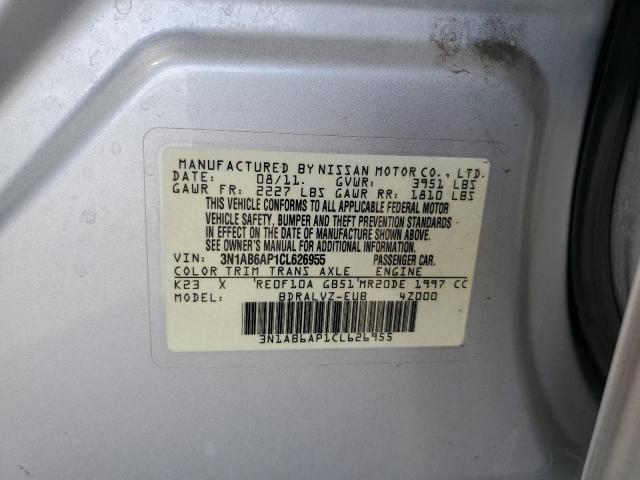 MANUFACTURED BY NISSAN MOTOR CO., LTD.
DATE: 08/11. GVWR: 3951 LBS
GAWR FR: 2227 LBS GAWR RR: 1810 LBS
THIS VEHICLE CONFORMS TO ALL APPLICABLE FEDERAL MOTOR
VEHICLE SAFETY, BUMPER AND THEFT PREVENTION STANDARDS
IN EFFECT ON THE DATE OF MANUFACTURE SHOWN ABOVE.
SEE OWNER'S MANUAL FOR ADDITIONAL INFORMATION.
VIN: 3N1AB6AP1CL626955 PASSENGER CAR.
COLOR TRIM TRANS AXLE ENGINE
K23 X 'RE0F10A GB51'MR20DE 1997 CC
MODEL: BDRALVZ-EUB 4Z000
3N1AB6AP1CL626955